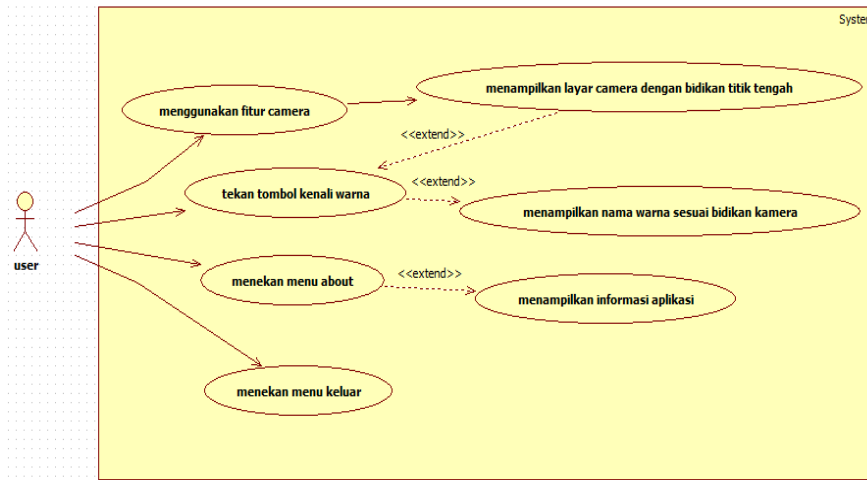 System
menampilkan layar camera dengan bidikan titik tengah
menggunakan fitur camera
<<extend>>
tekan tombol kenali warna
<<extend>>
menampilkan nama warna sesuai bidikan kamera
user
menekan menu about
<<extend>>
menampilkan informasi aplikasi
menekan menu keluar